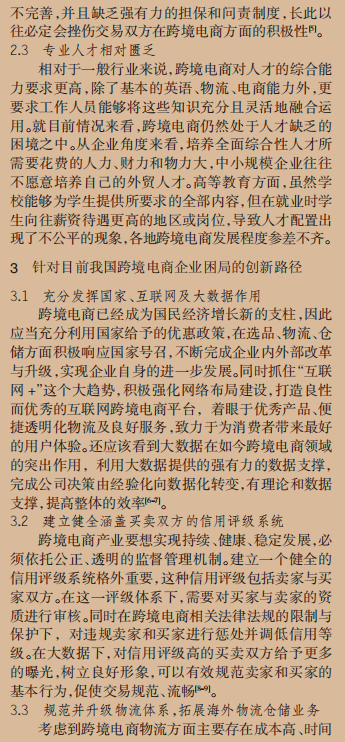 不完善,并且缺乏强有力的担保和问责制度,长此以
往必定会挫伤交易双方在跨境电商方面的积极性[5]。
2.3 专业人才相对匮乏
相对于一般行业来说,跨境电商对人才的综合能
力要求更高,除了基本的英语、物流、电商能力外,更
要求工作人员能够将这些知识充分且灵活地融合运
用。就目前情况来看,跨境电商仍然处于人才缺乏的
困境之中。从企业角度来看,培养全面综合性人才所
需要花费的人力、财力和物力大,中小规模企业往往
不愿意培养自己的外贸人才。高等教育方面,虽然学
校能够为学生提供所要求的全部内容,但在就业时学
生向往薪资待遇更高的地区或岗位,导致人才配置出
现了不公平的现象,各地跨境电商发展程度参差不齐。
3 针对目前我国跨境电商企业困局的创新路径
3.1 充分发挥国家、互联网及大数据作用
跨境电商已经成为国民经济增长新的支柱,因此
应当充分利用国家给予的优惠政策,在选品、物流、仓
储方面积极响应国家号召,不断完成企业内外部改革
与升级,实现企业自身的进一步发展。同时抓住“互联
网+”这个大趋势,积极强化网络布局建设,打造良性
而优秀的互联网跨境电商平台,着眼于优秀产品、便
捷透明化物流及良好服务,致力于为消费者带来最好
的用户体验。还应该看到大数据在如今跨境电商领域
的突出作用,利用大数据提供的强有力的数据支撑,
完成公司决策由经验化向数据化转变,有理论和数据
支撑,提高整体的效率[6-7]。
3.2 建立健全涵盖买卖双方的信用评级系统
跨境电商产业要想实现持续、健康、稳定发展,必
须依托公正、透明的监督管理机制。建立一个健全的
信用评级系统格外重要,这种信用评级包括卖家与买
家双方。在这一评级体系下,需要对买家与卖家的资
质进行审核。同时在跨境电商相关法律法规的限制与
保护下,对违规卖家和买家进行惩处并调低信用等
级。在大数据下,对信用评级高的买卖双方给予更多
的曝光,树立良好形象,可以有效规范卖家和买家的
基本行为,促使交易规范、流畅[8-9]。
3.3 规范并升级物流体系,拓展海外物流仓储业务
考虑到跨境电商物流方面主要存在成本高、时间